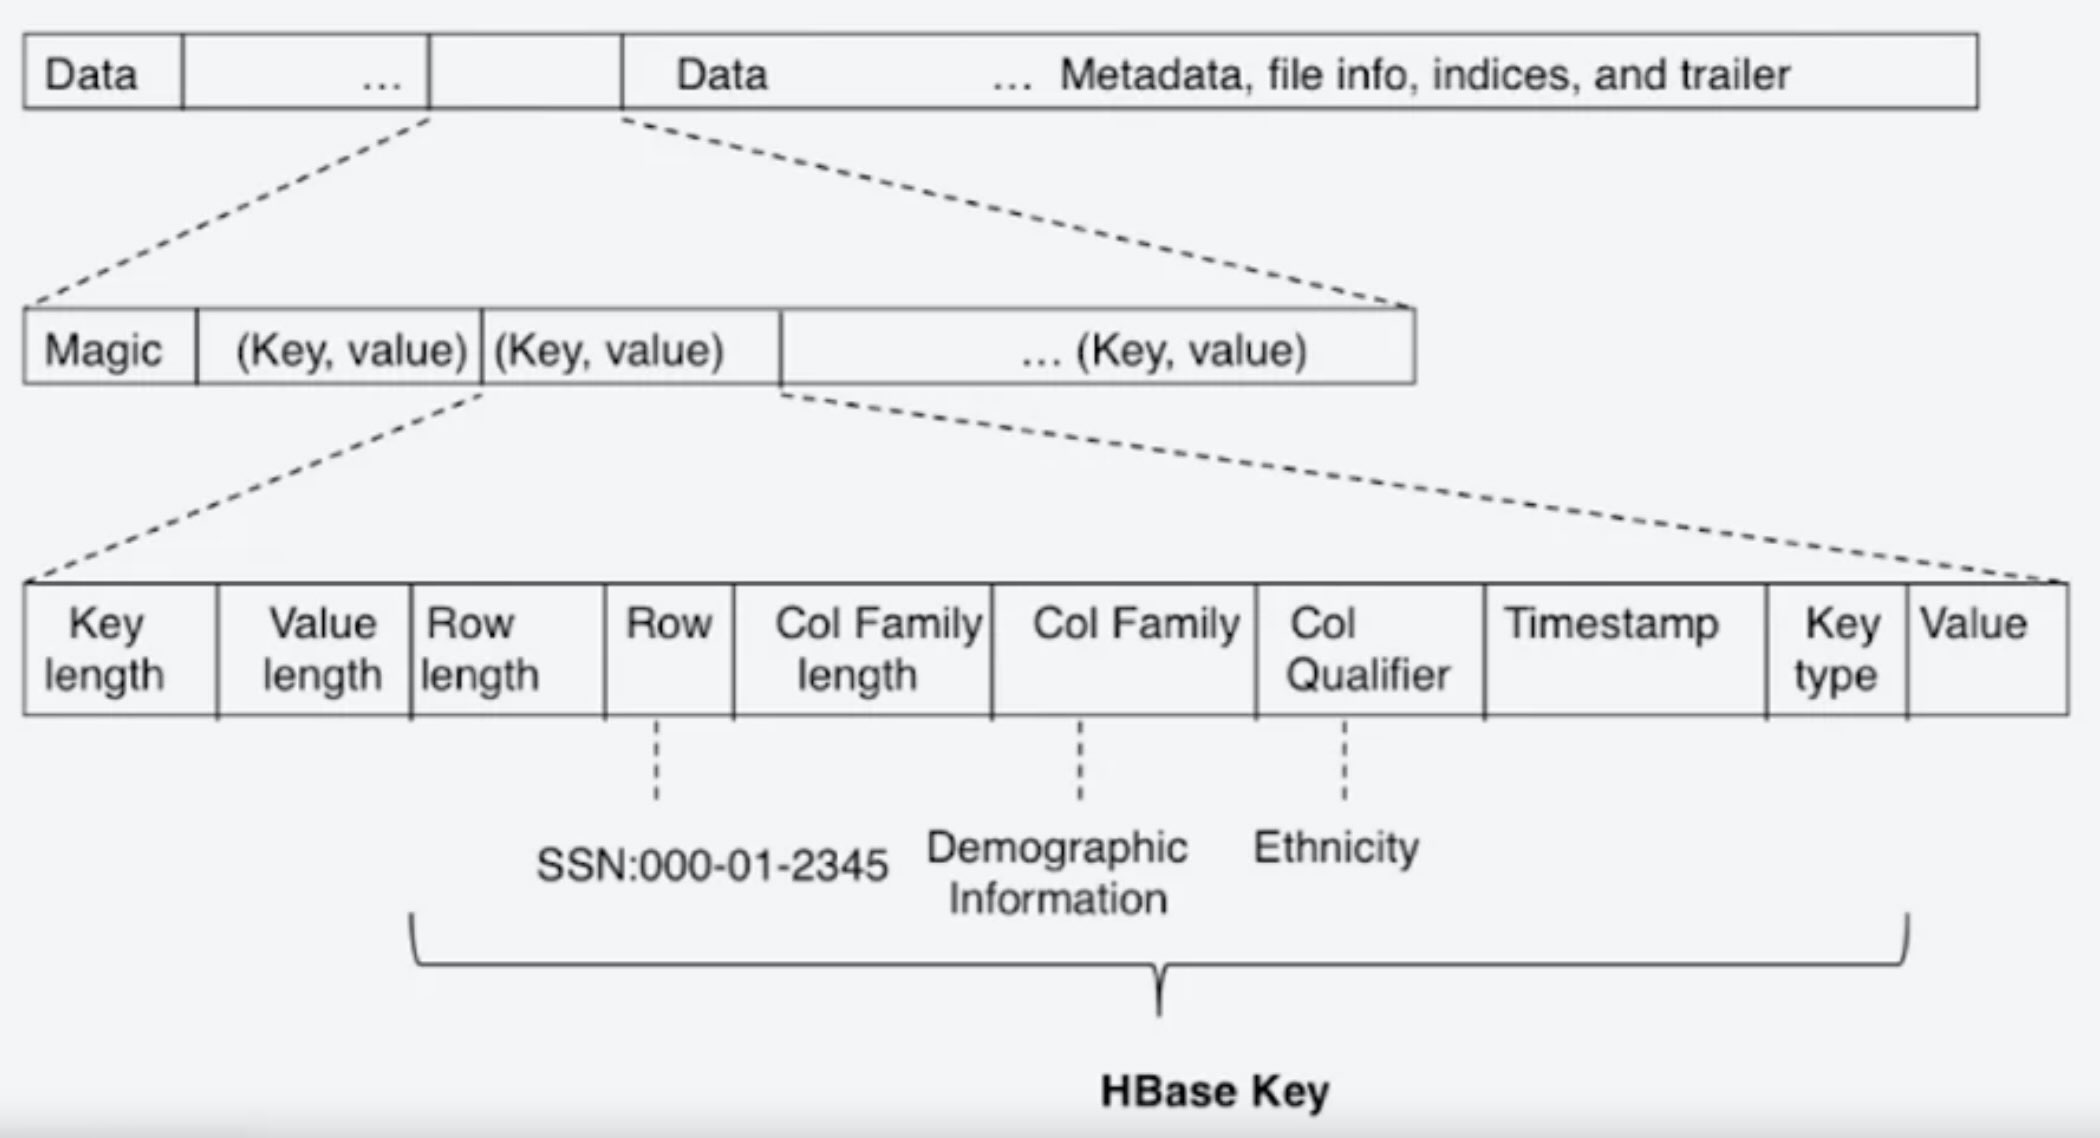 Data ... Data ... Metadata, file info, indices, and trailer
Magic (Key, value) (Key, value) ... (Key, value)
Key length Value length Row length Row Col Family length Col Family Col Qualifier Timestamp Key type Value
SSN:000-01-2345 Demographic Information Ethnicity
HBase Key